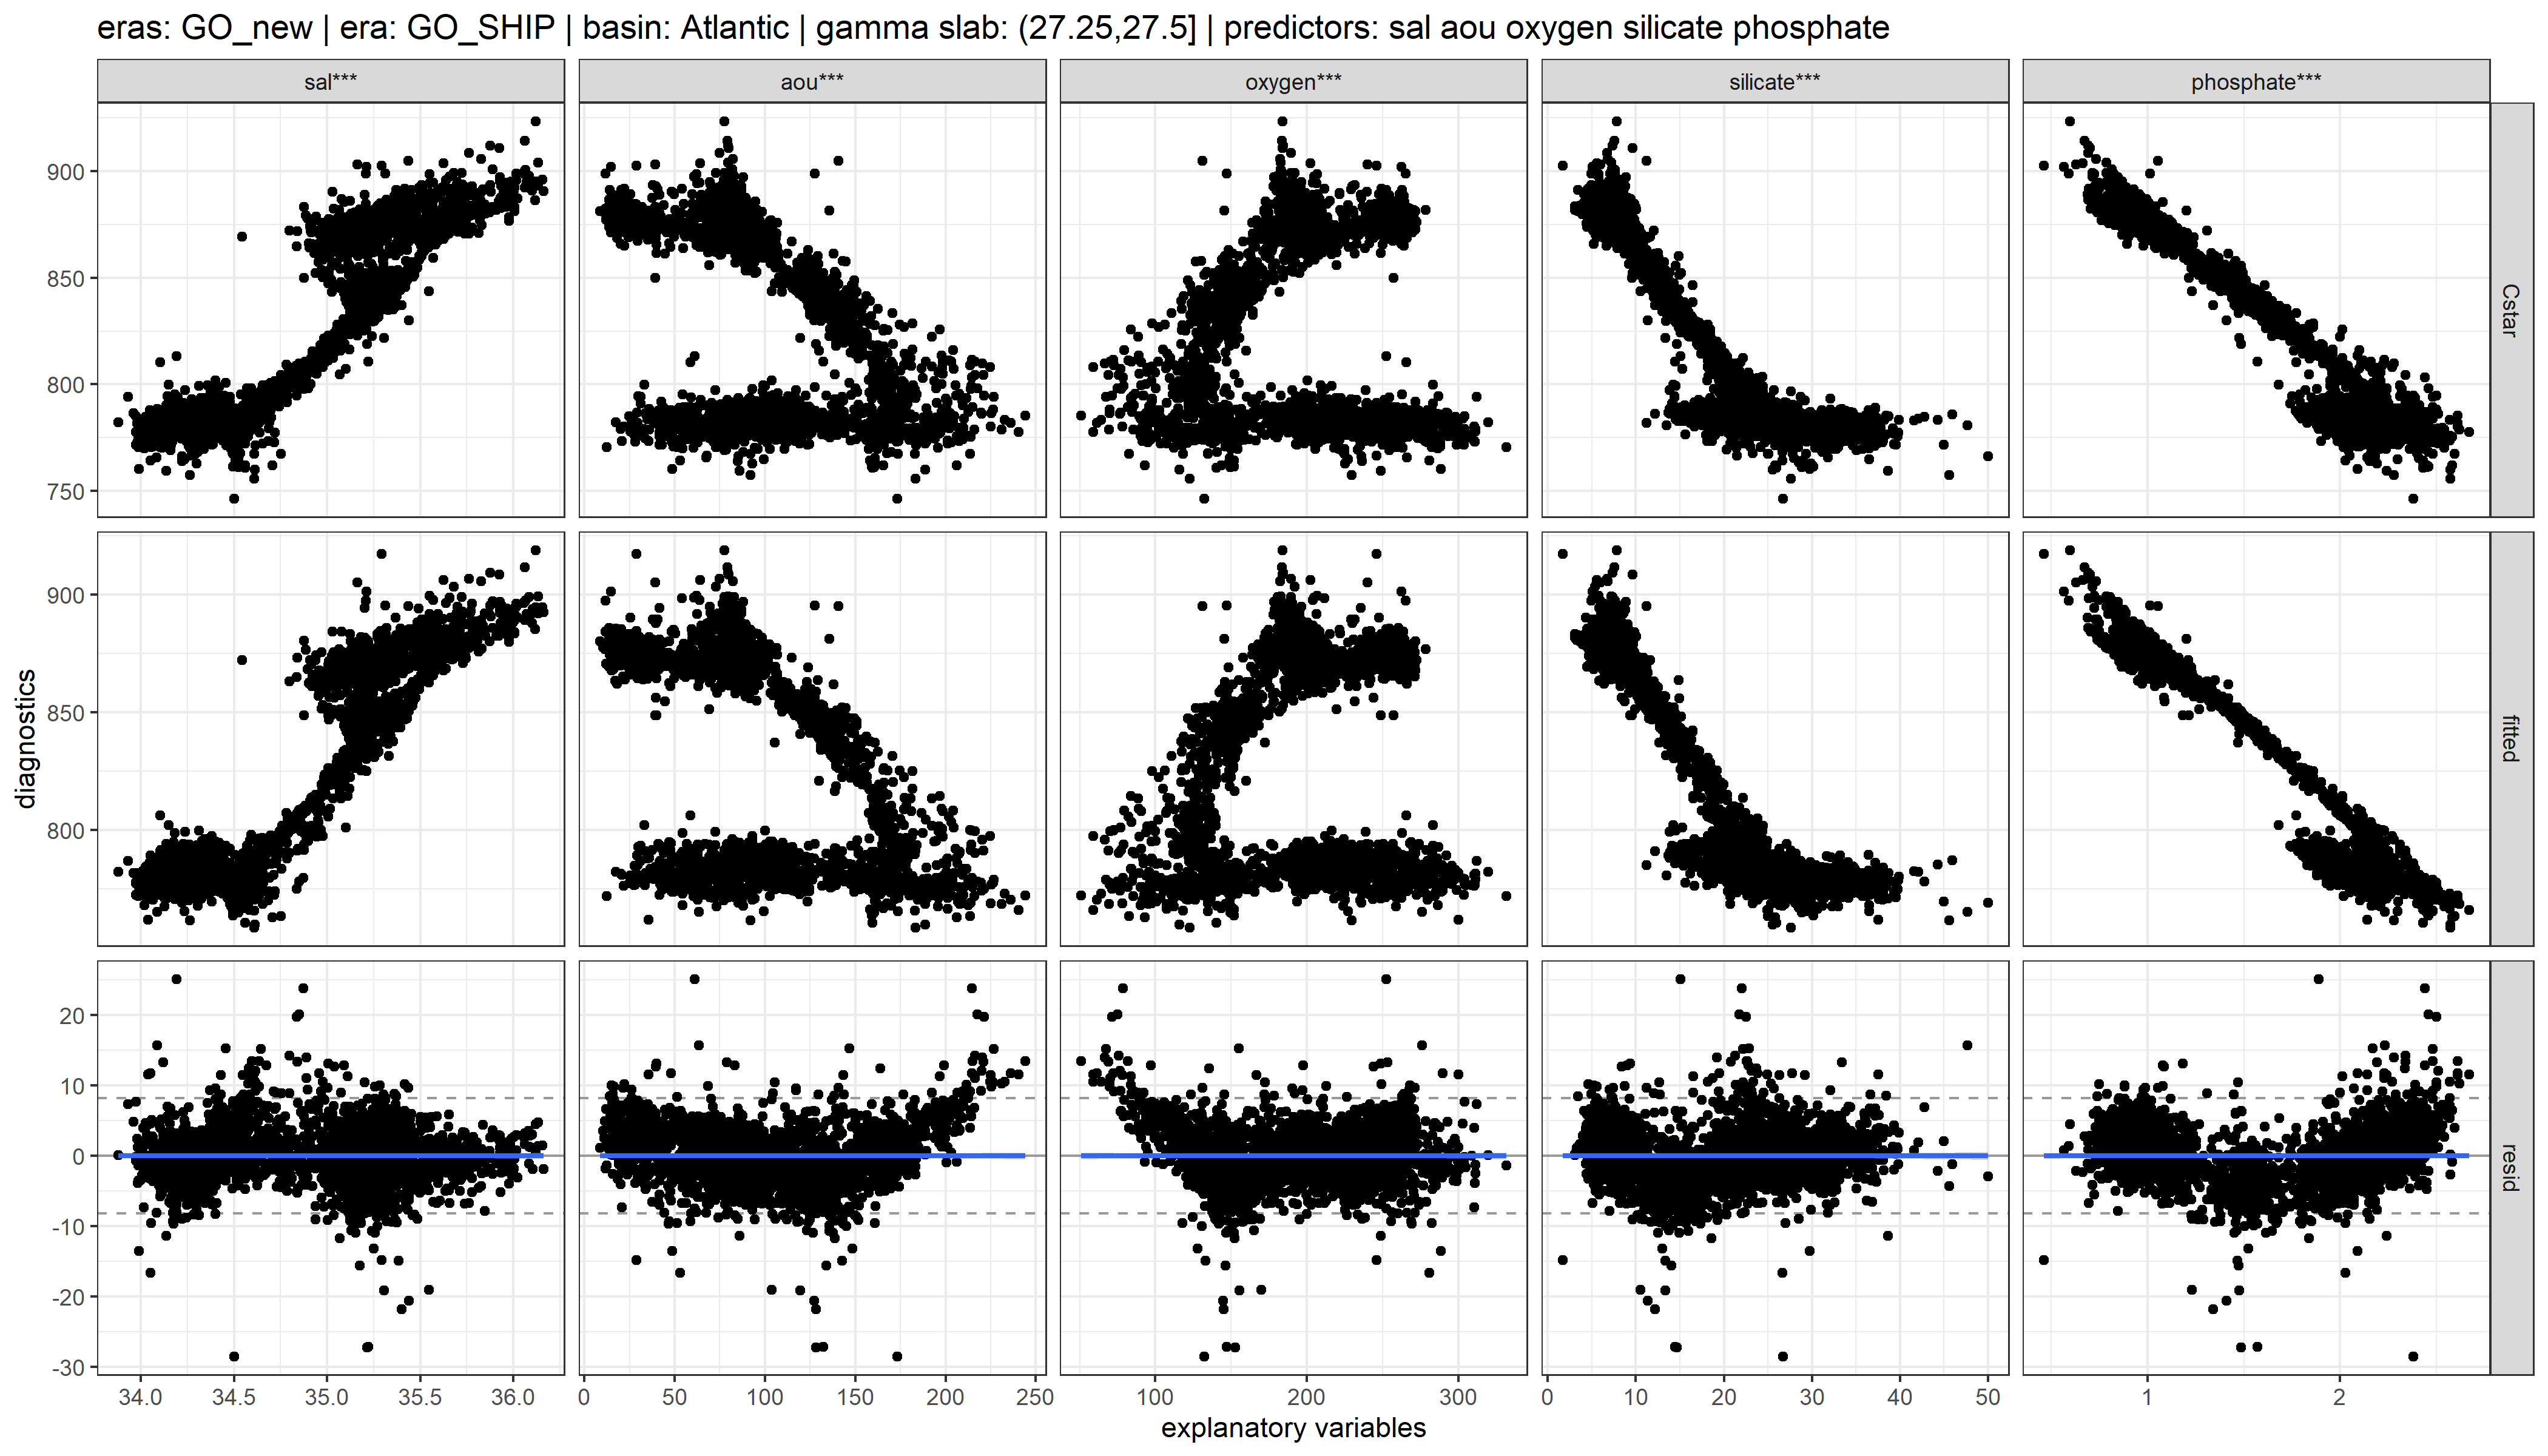 eras: GO_new | era: GO_SHIP | basin: Atlantic | gamma slab: (27.25,27.5] | predictors: sal aou oxygen silicate phosphate
sal*** aou*** oxygen*** silicate*** phosphate***
900
850
800
750
Cstar
900
850
800
fitted
diagnostics
20
10
0
-10
-20
-30
resid
34.0 34.5 35.0 35.5 36.0 0 50 100 150 200 250 100 200 300 0 10 20 30 40 50 1 2
explanatory variables